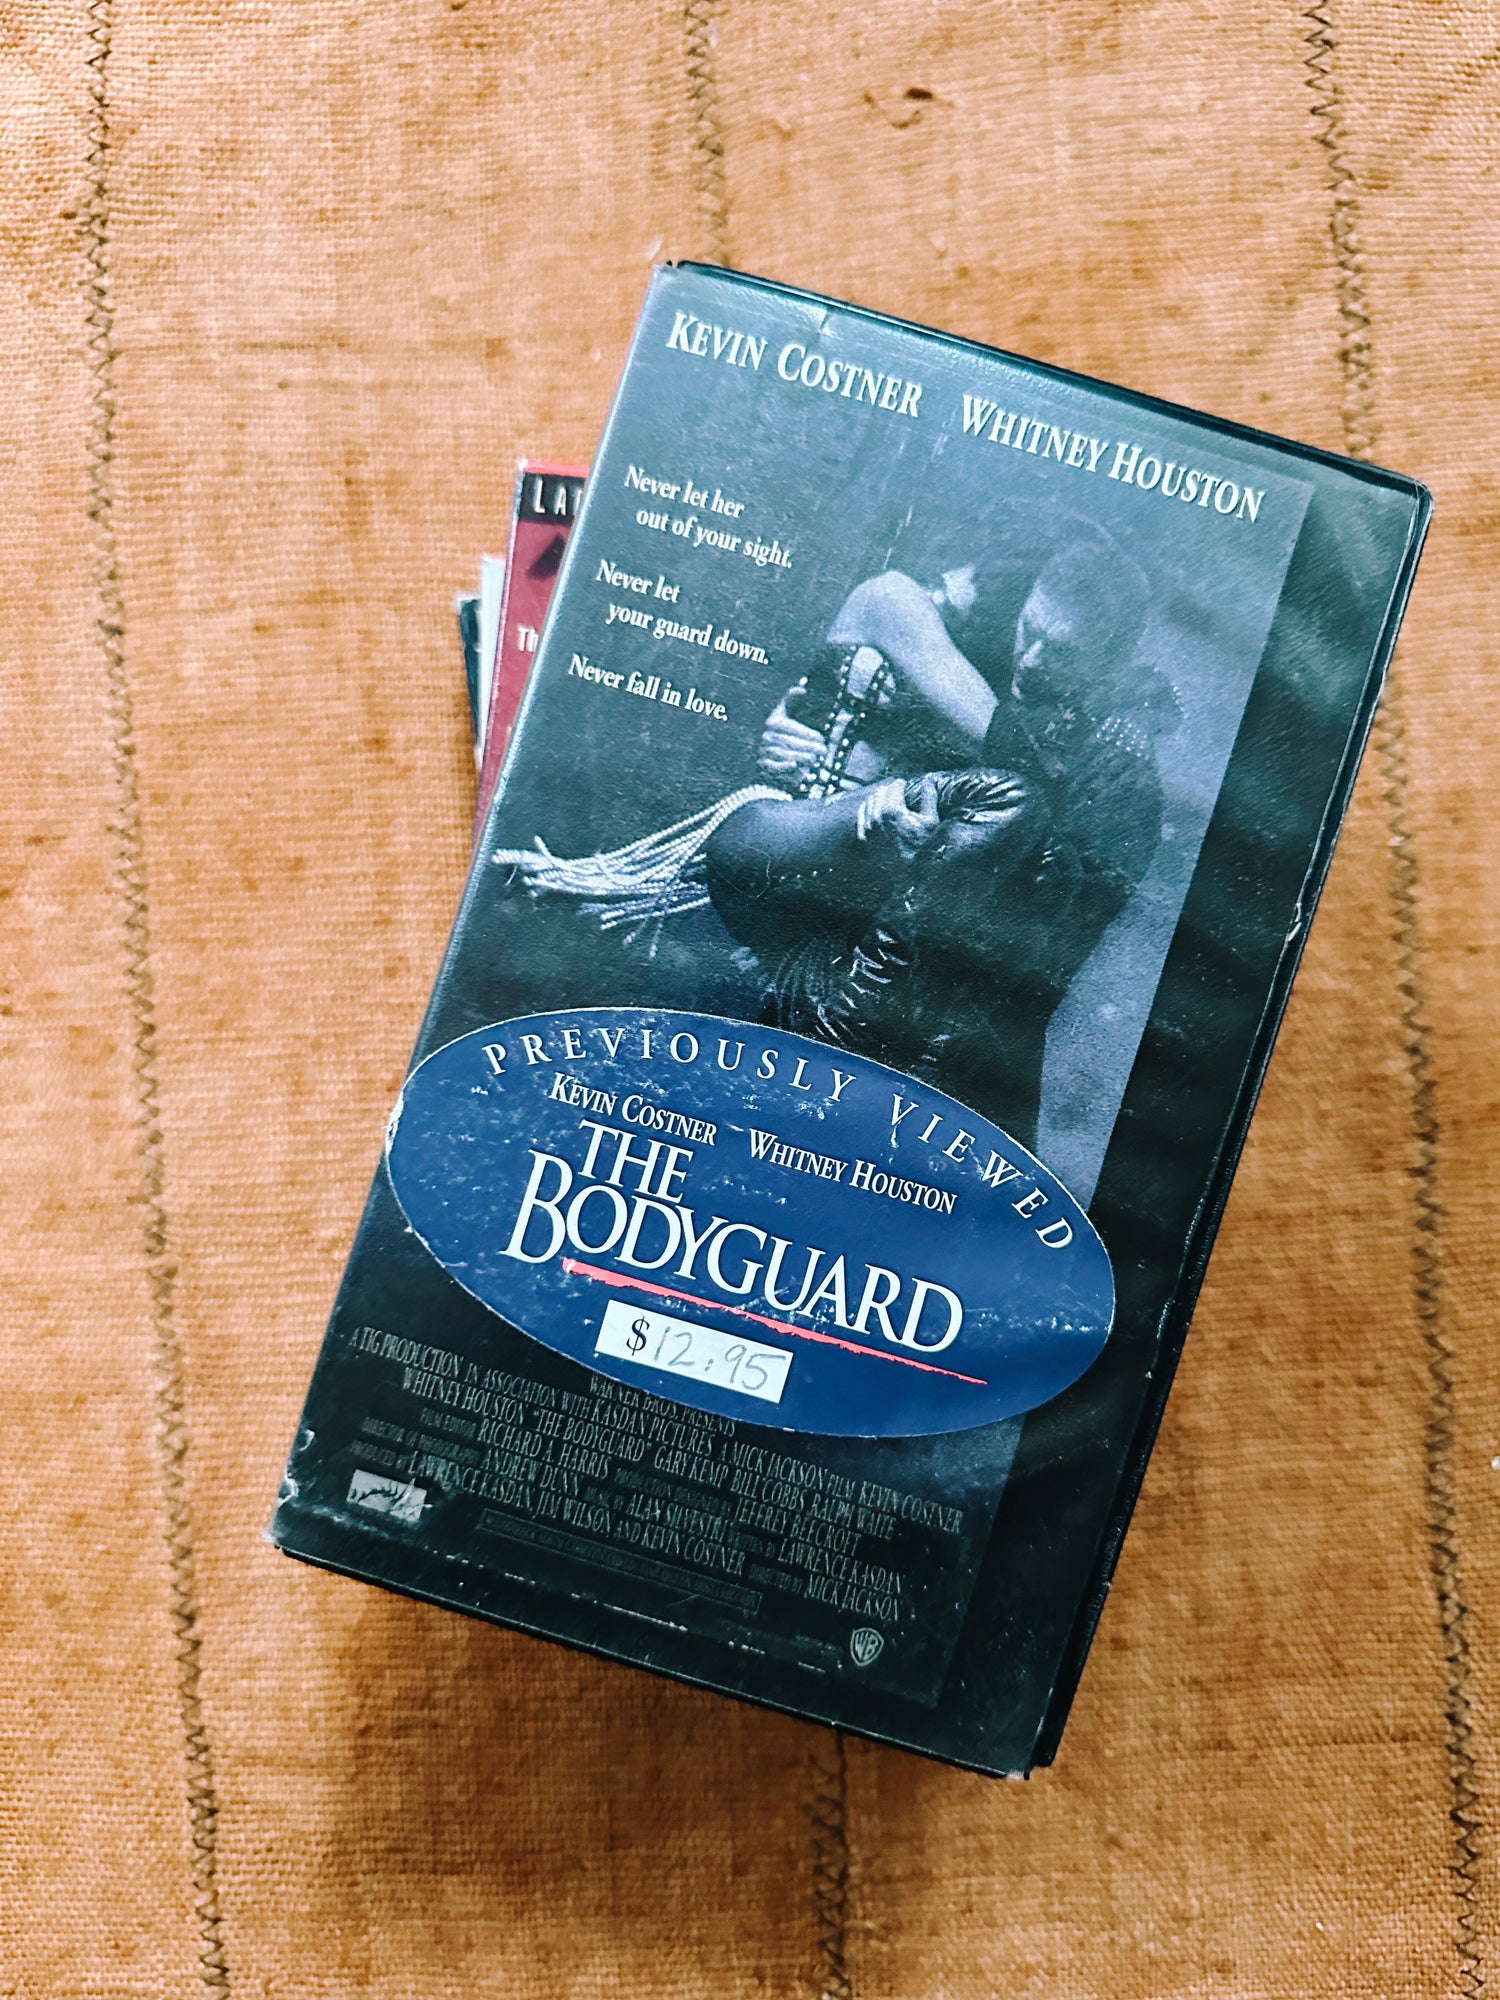 KEVIN COSTNER WHITNEY HOUSTON
Never let her
out of your sight.
Never let
your guard down.
Never fall in love.
LA
Th
PREVIOUSLY VIEWED
KEVIN COSTNER WHITNEY HOUSTON
THE
BODYGUARD
$12.95
WARNER BROS. PRESENTS
A TIG PRODUCTION IN ASSOCIATION WITH KASDAN PICTURES A MICK JACKSON FILM KEVIN COSTNER
WHITNEY HOUSTON "THE BODYGUARD" GARY KEMP BILL COBBS RALPH WAITE
FILM EDITOR RICHARD A. HARRIS PRODUCTION DESIGNER JEFFREY BEECROFT
DIRECTOR OF PHOTOGRAPHY ANDREW DUNN MUSIC BY ALAN SILVESTRI WRITTEN BY LAWRENCE KASDAN
PRODUCED BY LAWRENCE KASDAN, JIM WILSON AND KEVIN COSTNER DIRECTED BY MICK JACKSON
WB